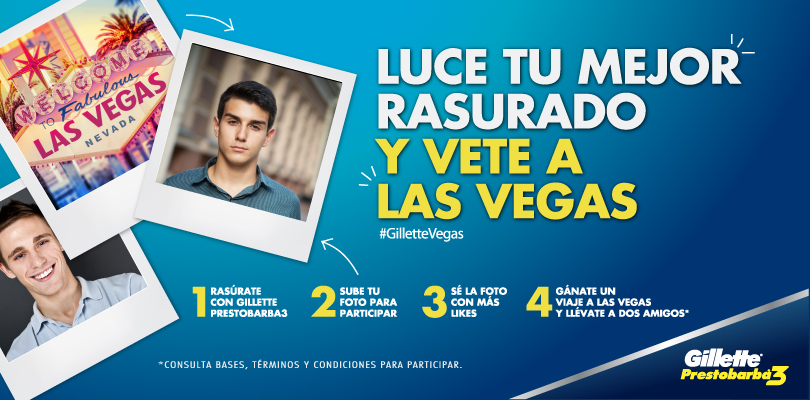 WELCOME
TO Fabulous
LAS VEGAS
NEVADA
LUCE TU MEJOR
RASURADO
Y VETE A
LAS VEGAS
#GilletteVegas
1 RASÚRATE
CON GILLETTE
PRESTOBARBA3
2 SUBE TU
FOTO PARA
PARTICIPAR
3 SÉ LA FOTO
CON MÁS
LIKES
4 GÁNATE UN
VIAJE A LAS VEGAS
Y LLÉVATE A DOS AMIGOS*
*CONSULTA BASES, TÉRMINOS Y CONDICIONES PARA PARTICIPAR.
Gillette®
Prestobarba3